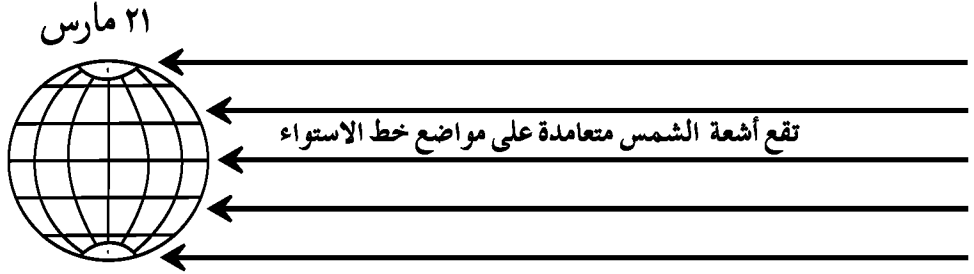 ٢١ مارس
تقع أشعة الشمس متعامدة على مواضع خط الاستواء